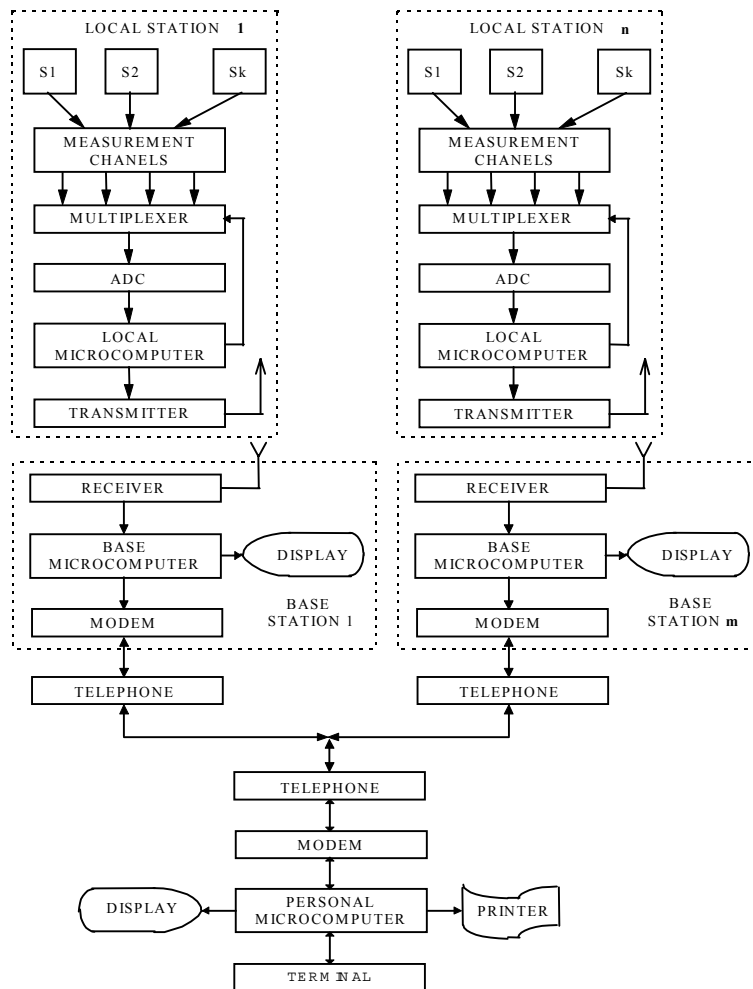 LOCAL STATION 1
S1
S2
Sk
MEASUREMENT
CHANELS
MULTIPLEXER
ADC
LOCAL
MICROCOMPUTER
TRANSMITTER
LOCAL STATION n
S1
S2
Sk
MEASUREMENT
CHANELS
MULTIPLEXER
ADC
LOCAL
MICROCOMPUTER
TRANSMITTER
RECEIVER
BASE
MICROCOMPUTER
DISPLAY
MODEM
BASE
STATION 1
RECEIVER
BASE
MICROCOMPUTER
DISPLAY
MODEM
BASE
STATION m
TELEPHONE
TELEPHONE
TELEPHONE
MODEM
DISPLAY
PERSONAL
MICROCOMPUTER
PRINTER
TERMINAL